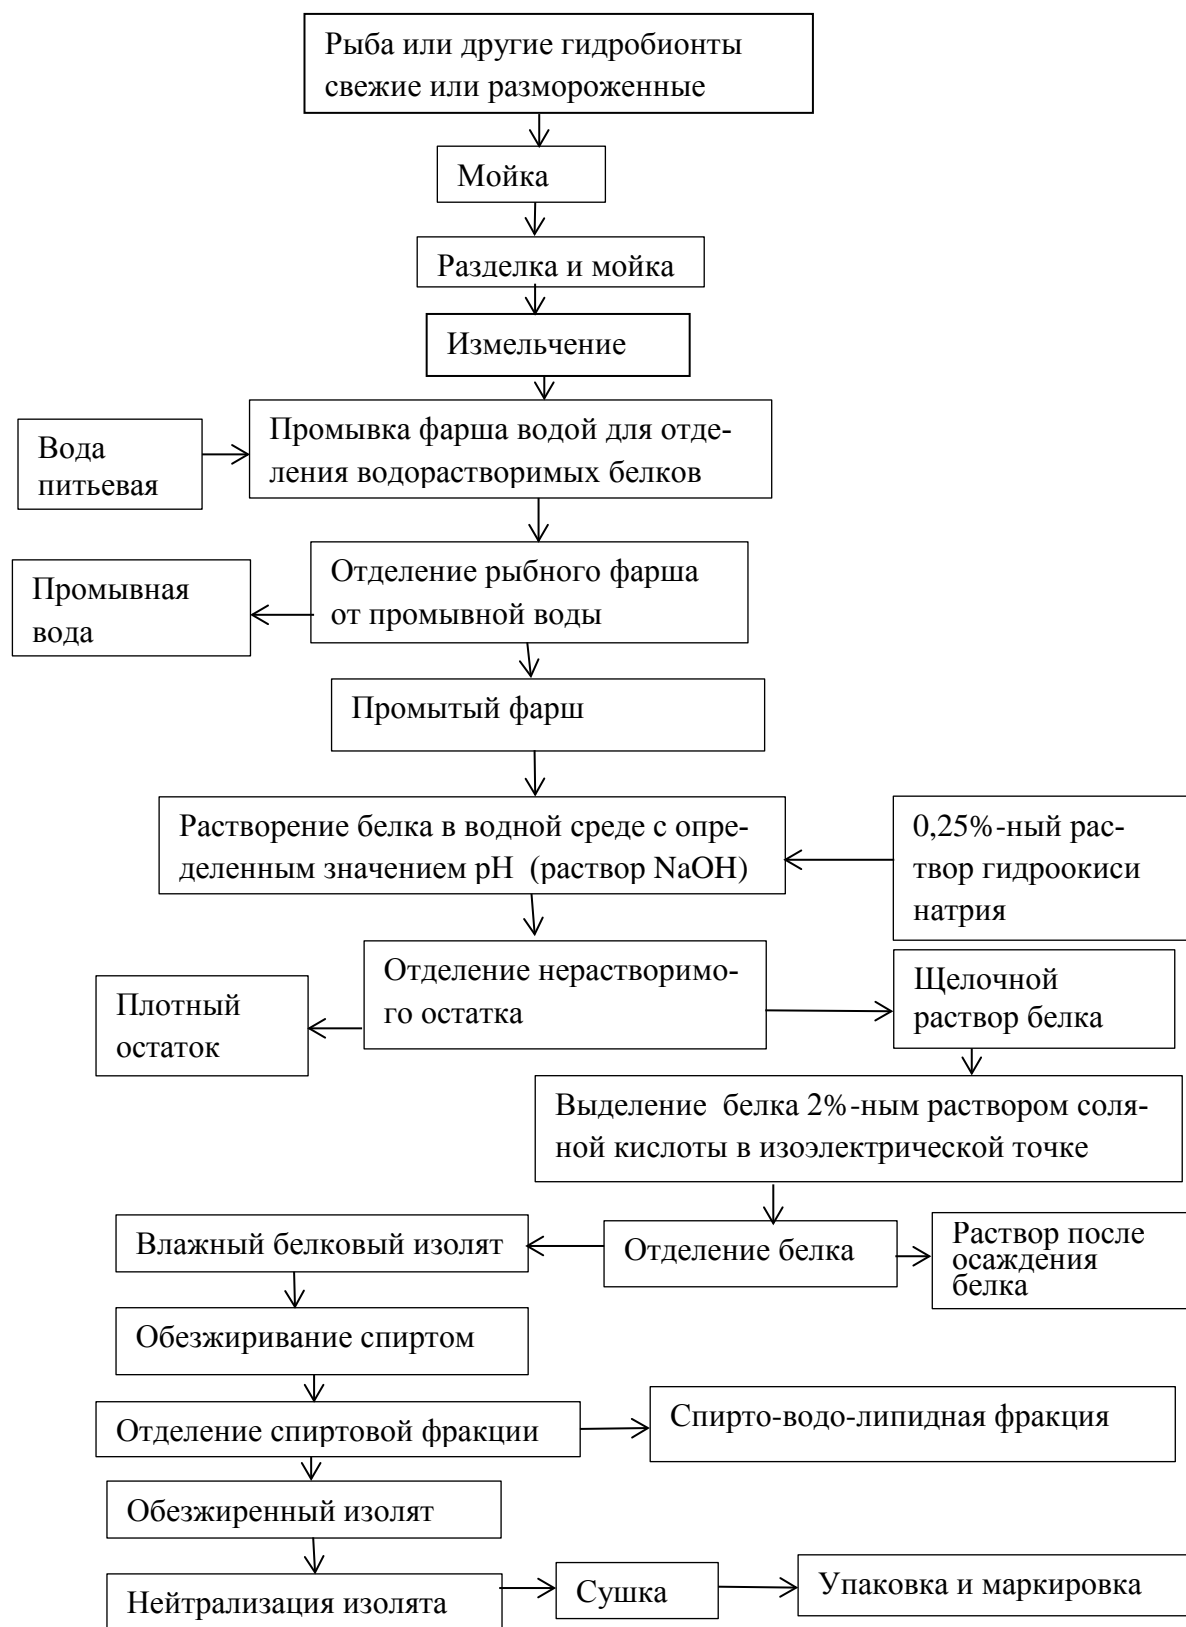 Рыба или другие гидробионты
свежие или размороженные
Мойка
Разделка и мойка
Измельчение
Вода
питьевая
Промывка фарша водой для отде-
ления водорастворимых белков
Промывная
вода
Отделение рыбного фарша
от промывной воды
Промытый фарш
Растворение белка в водной среде с опре-
деленным значением pH (раствор NaOH)
0,25%-ный рас-
твор гидроокиси
натрия
Плотный
остаток
Отделение нерастворимо-
го остатка
Щелочной
раствор белка
Выделение белка 2%-ным раствором соля-
ной кислоты в изоэлектрической точке
Влажный белковый изолят
Отделение белка
Раствор после
осаждения
белка
Обезжиривание спиртом
Отделение спиртовой фракции
Спирто-водо-липидная фракция
Обезжиренный изолят
Нейтрализация изолята
Сушка
Упаковка и маркировка